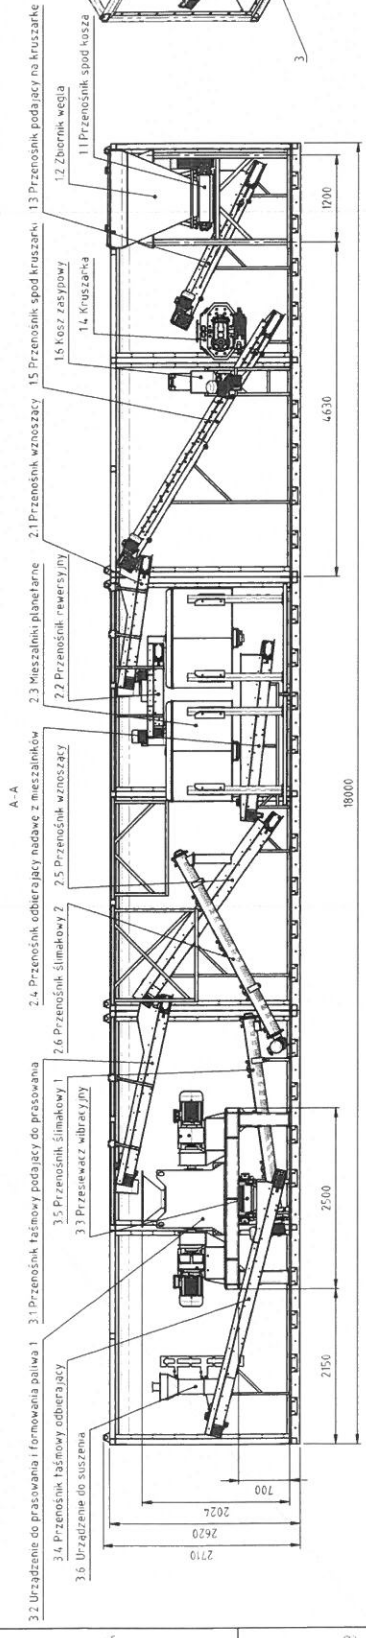 A-A
3.2 Urządzenie do prasowania i formowania paliwa 1
3.1 Przenośnik taśmowy podający do prasowania
2.4 Przenośnik odbierający nadawę z mieszalników
2.3 Mieszalniki planetarne
2.1 Przenośnik wznoszący
1.5 Przenośnik spod kruszarki
1.3 Przenośnik podający na kruszarkę
3.4 Przenośnik taśmowy odbierający
3.5 Przenośnik ślimakowy 1
2.6 Przenośnik ślimakowy 2
2.2 Przenośnik rewersyjny
1.6 Kosz zasypowy
1.2 Zbiornik węgla
3.6 Urządzenie do suszenia
3.3 Przesiewacz wibracyjny
2.5 Przenośnik wznoszący
1.4 Kruszarka
1.1 Przenośnik spod kosza
3
2710
2620
2024
700
2150
2500
4630
1200
18000